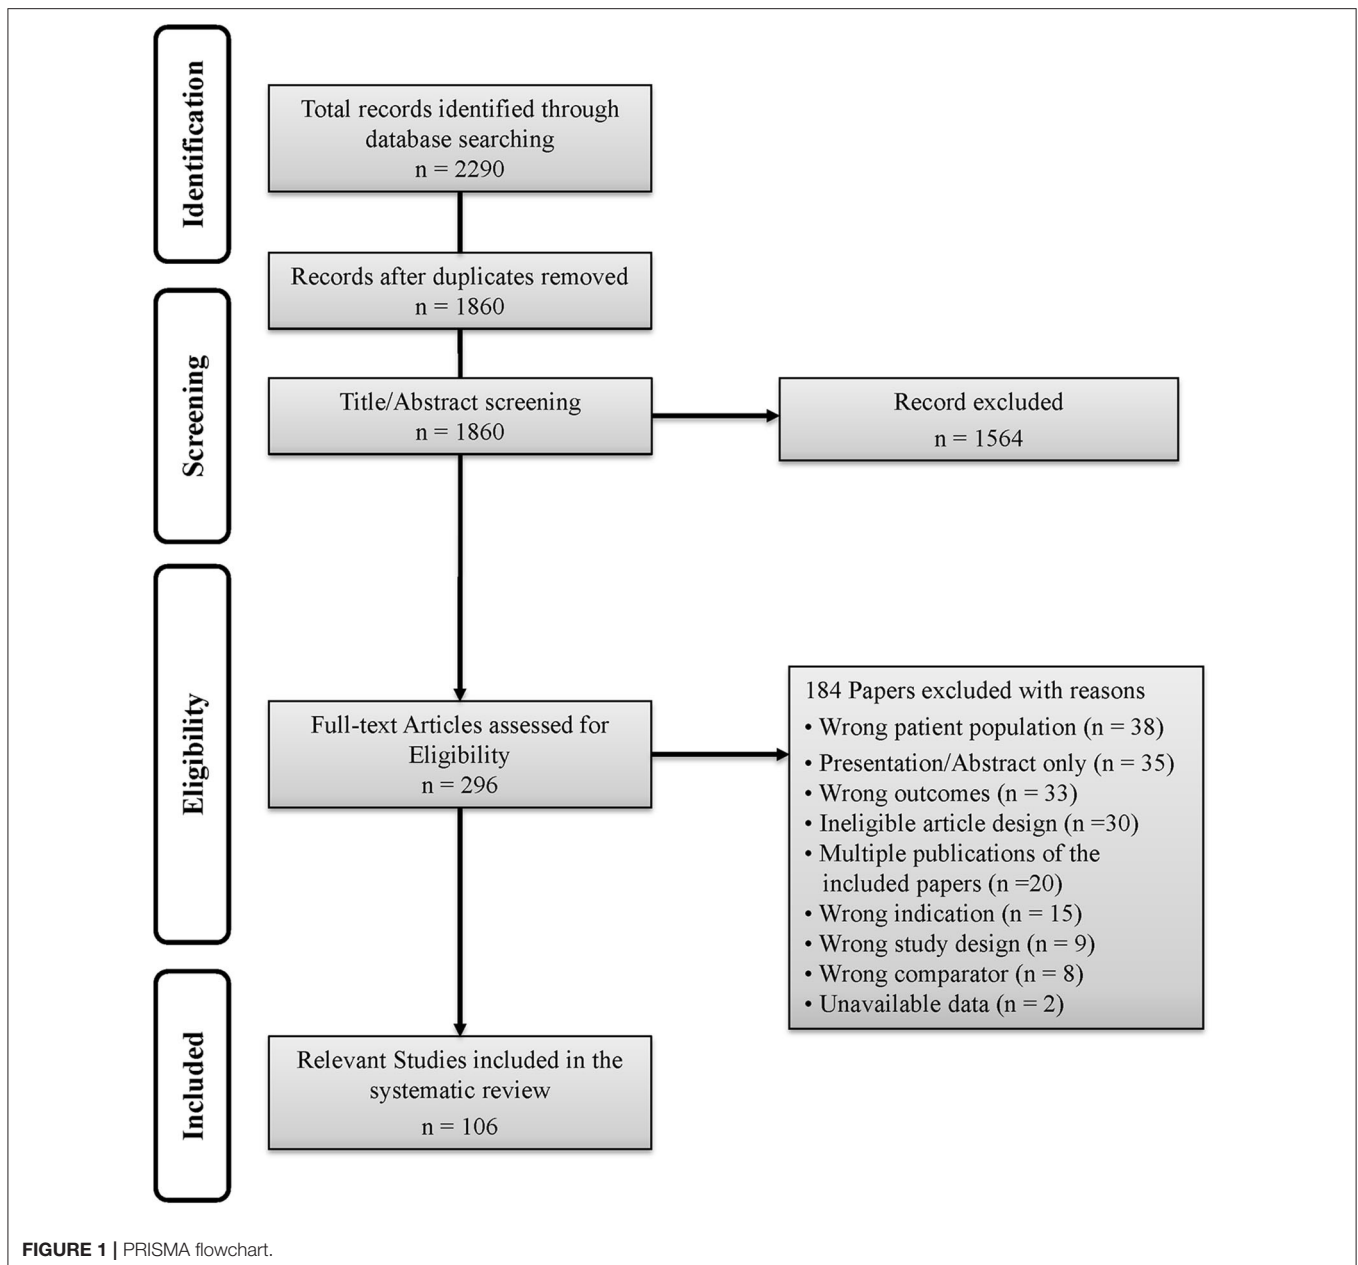 Identification
Total records identified through
database searching
n = 2290
Records after duplicates removed
n = 1860
Screening
Title/Abstract screening
n = 1860
Record excluded
n = 1564
Eligibility
Full-text Articles assessed for
Eligibility
n = 296
184 Papers excluded with reasons
• Wrong patient population (n = 38)
• Presentation/Abstract only (n = 35)
• Wrong outcomes (n = 33)
• Ineligible article design (n =30)
• Multiple publications of the
included papers (n =20)
• Wrong indication (n = 15)
• Wrong study design (n = 9)
• Wrong comparator (n = 8)
• Unavailable data (n = 2)
Included
Relevant Studies included in the
systematic review
n = 106
FIGURE 1 | PRISMA flowchart.